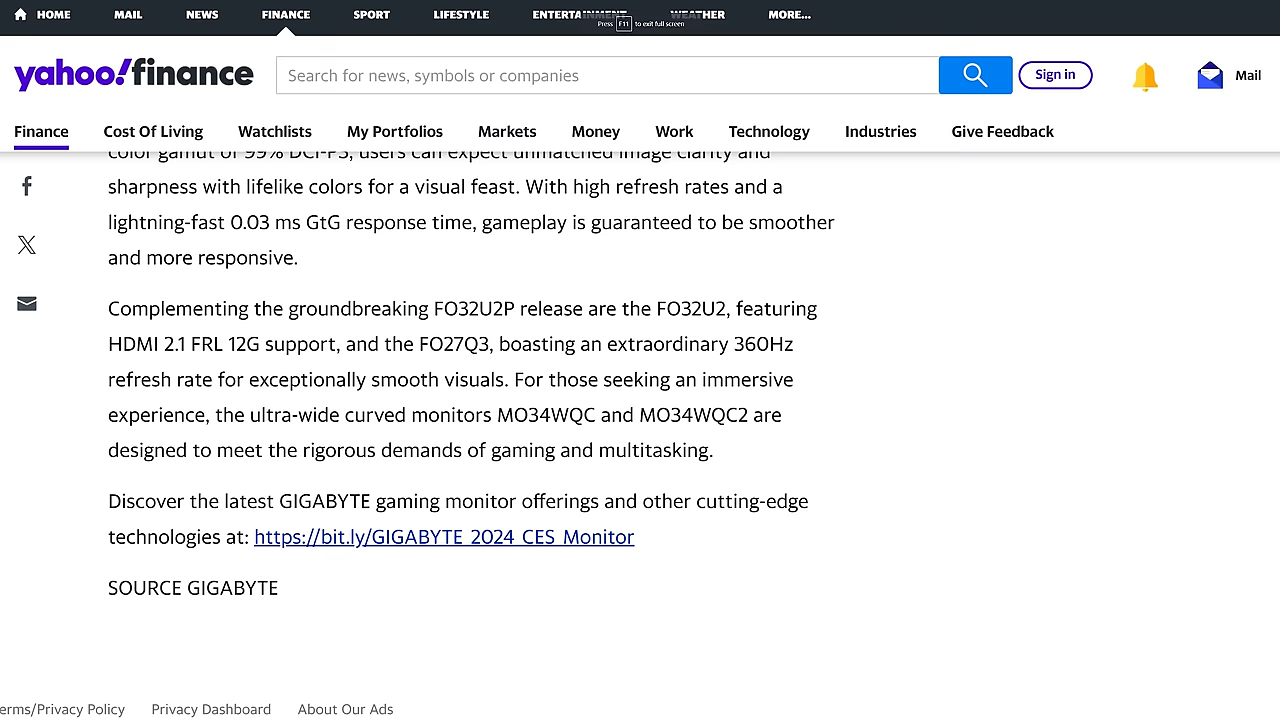 HOME MAIL NEWS FINANCE SPORT LIFESTYLE ENTERTAINMENT WEATHER MORE...
Press F11 to exit full screen
yahoo!finance
Search for news, symbols or companies
Sign in
Mail
Finance Cost Of Living Watchlists My Portfolios Markets Money Work Technology Industries Give Feedback
color gamut of 99% DCI-P3, users can expect unmatched image clarity and
sharpness with lifelike colors for a visual feast. With high refresh rates and a
lightning-fast 0.03 ms GtG response time, gameplay is guaranteed to be smoother
and more responsive.
Complementing the groundbreaking FO32U2P release are the FO32U2, featuring
HDMI 2.1 FRL 12G support, and the FO27Q3, boasting an extraordinary 360Hz
refresh rate for exceptionally smooth visuals. For those seeking an immersive
experience, the ultra-wide curved monitors MO34WQC and MO34WQC2 are
designed to meet the rigorous demands of gaming and multitasking.
Discover the latest GIGABYTE gaming monitor offerings and other cutting-edge
technologies at: https://bit.ly/GIGABYTE_2024_CES_Monitor
SOURCE GIGABYTE
erms/Privacy Policy Privacy Dashboard About Our Ads